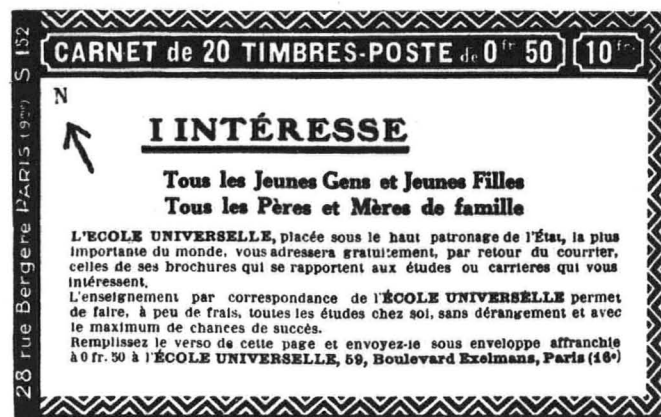 CARNET de 20 TIMBRES-POSTE de 0fr 50 10fr.
28 rue Bergère PARIS (9me) S 152
N
I INTÉRESSE
Tous les Jeunes Gens et Jeunes Filles
Tous les Pères et Mères de famille
L'ECOLE UNIVERSELLE, placée sous le haut patronage de l'État, la plus
importante du monde, vous adressera gratuitement, par retour du courrier,
celles de ses brochures qui se rapportent aux études ou carrières qui vous
intéressent.
L'enseignement par correspondance de l'ÉCOLE UNIVERSELLE permet
de faire, à peu de frais, toutes les études chez soi, sans dérangement et avec
le maximum de chances de succès.
Remplissez le verso de cette page et envoyez-le sous enveloppe affranchie
à 0 fr. 50 à l'ÉCOLE UNIVERSELLE, 59, Boulevard Exelmans, Paris (16e)